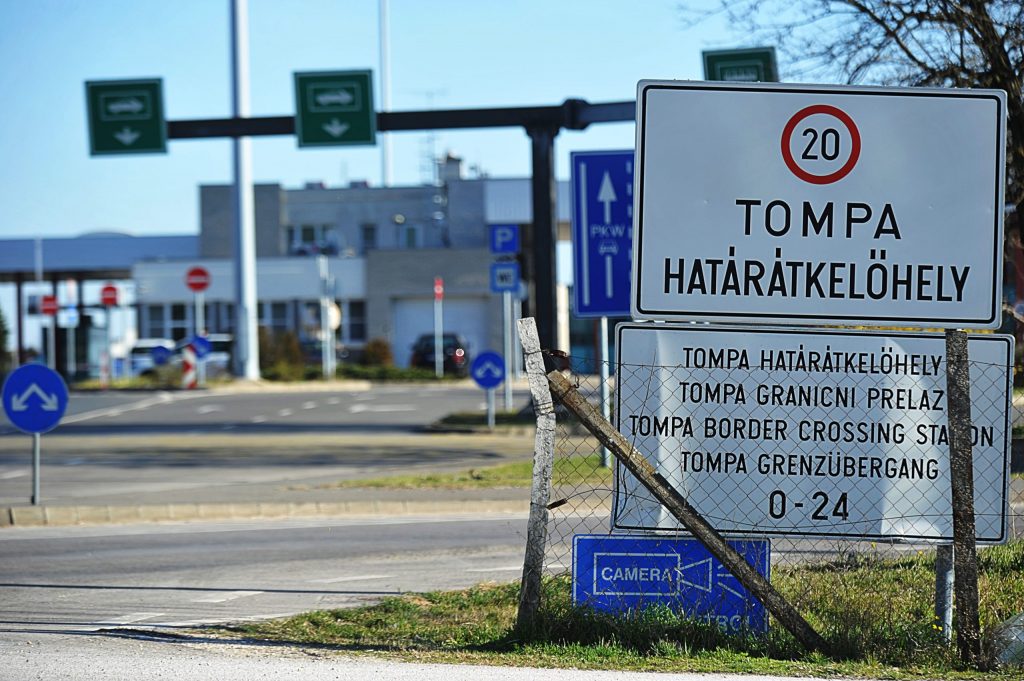 20
TOMPA
HATÁRÁTKELŐHELY
TOMPA HATÁRÁTKELŐHELY
TOMPA GRANICNI PRELAZ
TOMPA BORDER CROSSING STATION
TOMPA GRENZÜBERGANG
0-24
PKW
P
CAMERA